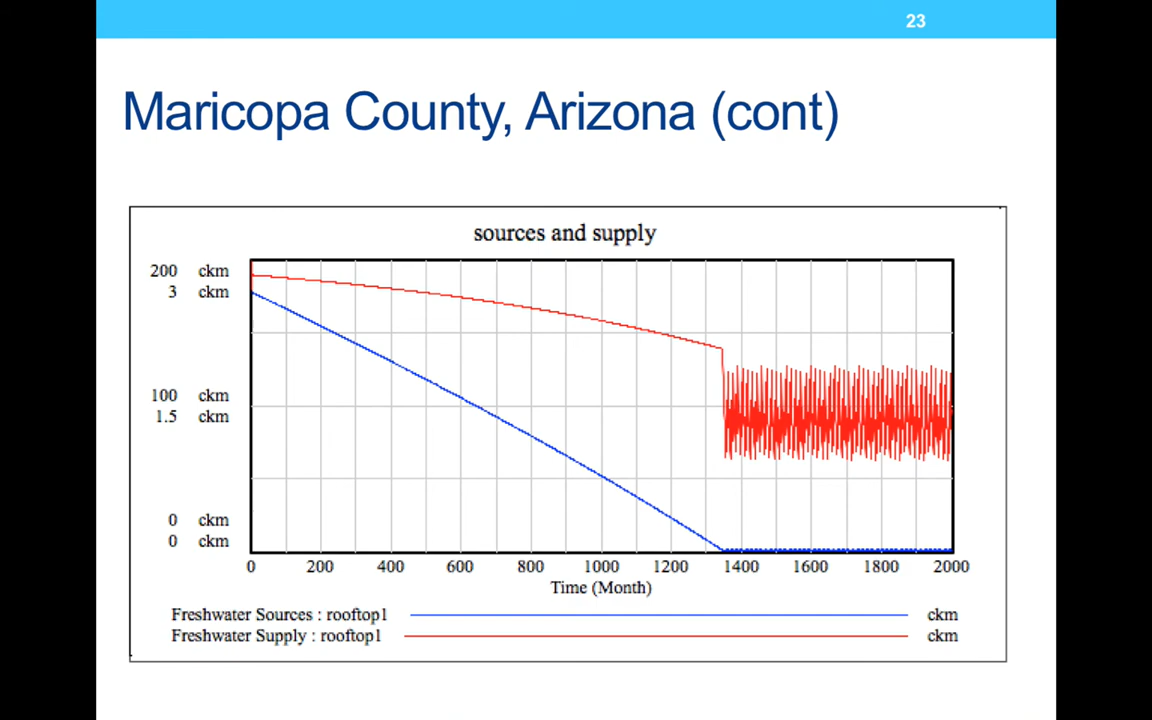 23
Maricopa County, Arizona (cont)
sources and supply
200 ckm
3 ckm
100 ckm
1.5 ckm
0 ckm
0 ckm
0 200 400 600 800 1000 1200 1400 1600 1800 2000
Time (Month)
Freshwater Sources : rooftop1 ckm
Freshwater Supply : rooftop1 ckm